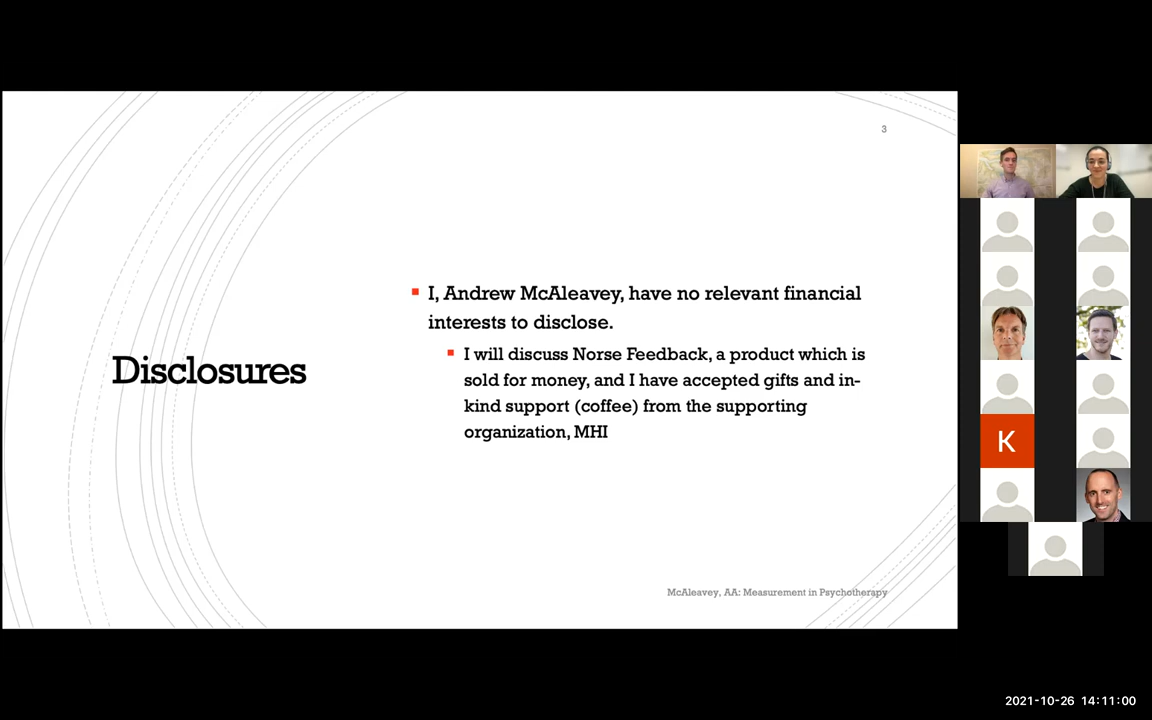 3
Disclosures
I, Andrew McAleavey, have no relevant financial
interests to disclose.
I will discuss Norse Feedback, a product which is
sold for money, and I have accepted gifts and in-
kind support (coffee) from the supporting
organization, MHI
McAleavey, AA: Measurement in Psychotherapy
K
2021-10-26 14:11:00